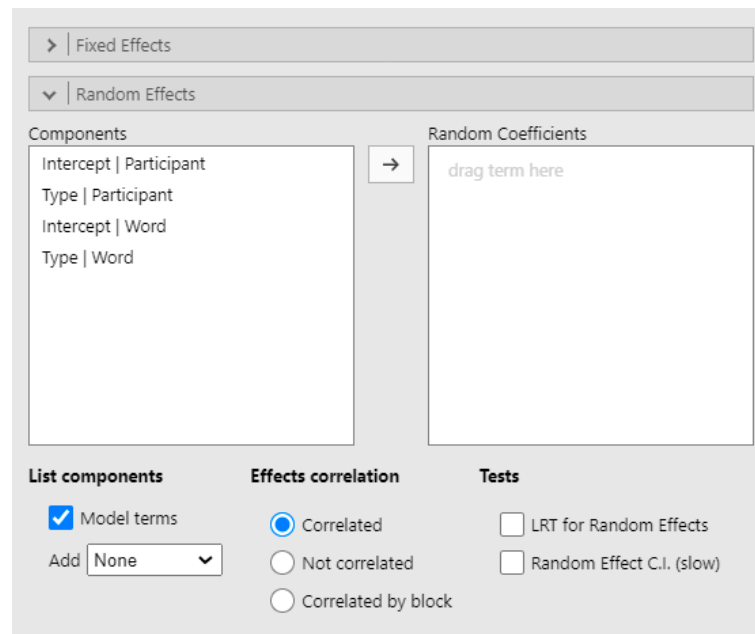 Fixed Effects
Random Effects
Components
Random Coefficients
Intercept | Participant
Type | Participant
Intercept | Word
Type | Word
drag term here
List components
Effects correlation
Tests
Model terms
Correlated
LRT for Random Effects
Add None
Not correlated
Random Effect C.I. (slow)
Correlated by block